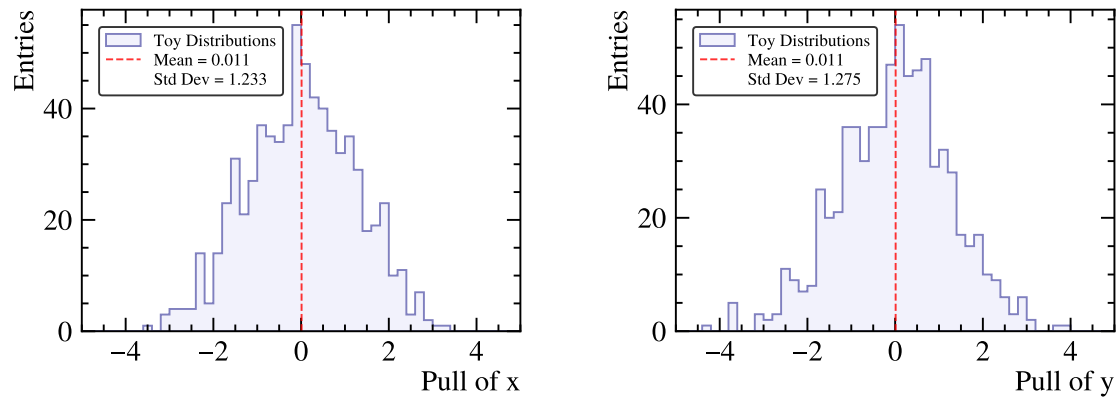 Entries
Toy Distributions
Mean = 0.011
Std Dev = 1.233
40
20
0
−4 −2 0 2 4
Pull of x
Entries
Toy Distributions
Mean = 0.011
Std Dev = 1.275
40
20
0
−4 −2 0 2 4
Pull of y